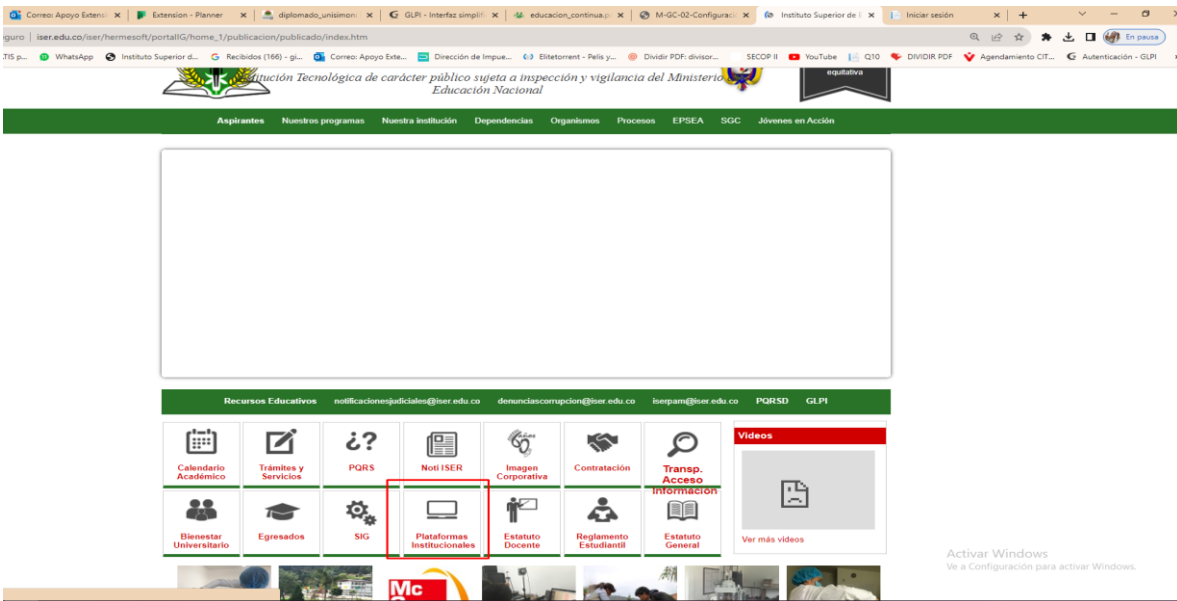 Correo: Apoyo Extensi
Extension - Planner
diplomado_unisimon
GLPI - Interfaz simplifi
educacion_continua.p
M-GC-02-Configuraci
Instituto Superior de
Iniciar sesión
eguro | iser.edu.co/iser/hermesoft/portalIG/home_1/publicacion/publicado/index.htm
En pausa
TIS p...
WhatsApp
Instituto Superior d...
Recibidos (166) - gi...
Correo: Apoyo Exte...
Dirección de Impue...
Elitetorrent - Pelis y...
Dividir PDF: divisor...
SECOP II
YouTube
Q10
DIVIDIR PDF
Agendamiento CIT...
Autenticación - GLPI
itución Tecnológica de carácter público sujeta a inspección y vigilancia del Ministerio
Educación Nacional
equitativa
Aspirantes Nuestros programas Nuestra institución Dependencias Organismos Procesos EPSEA SGC Jóvenes en Acción
Recursos Educativos notificacionesjudiciales@iser.edu.co denunciascorrupcion@iser.edu.co iserpam@iser.edu.co PQRSD GLPI
Calendario
Académico
Trámites y
Servicios
¿?
PQRS
Noti ISER
60 años
Imagen
Corporativa
Contratación
Transp.
Acceso
Información
Videos
Bienestar
Universitario
Egresados
SIG
Plataformas
Institucionales
Estatuto
Docente
Reglamento
Estudiantil
Estatuto
General
Ver más videos
Activar Windows
Ve a Configuración para activar Windows.
Mc